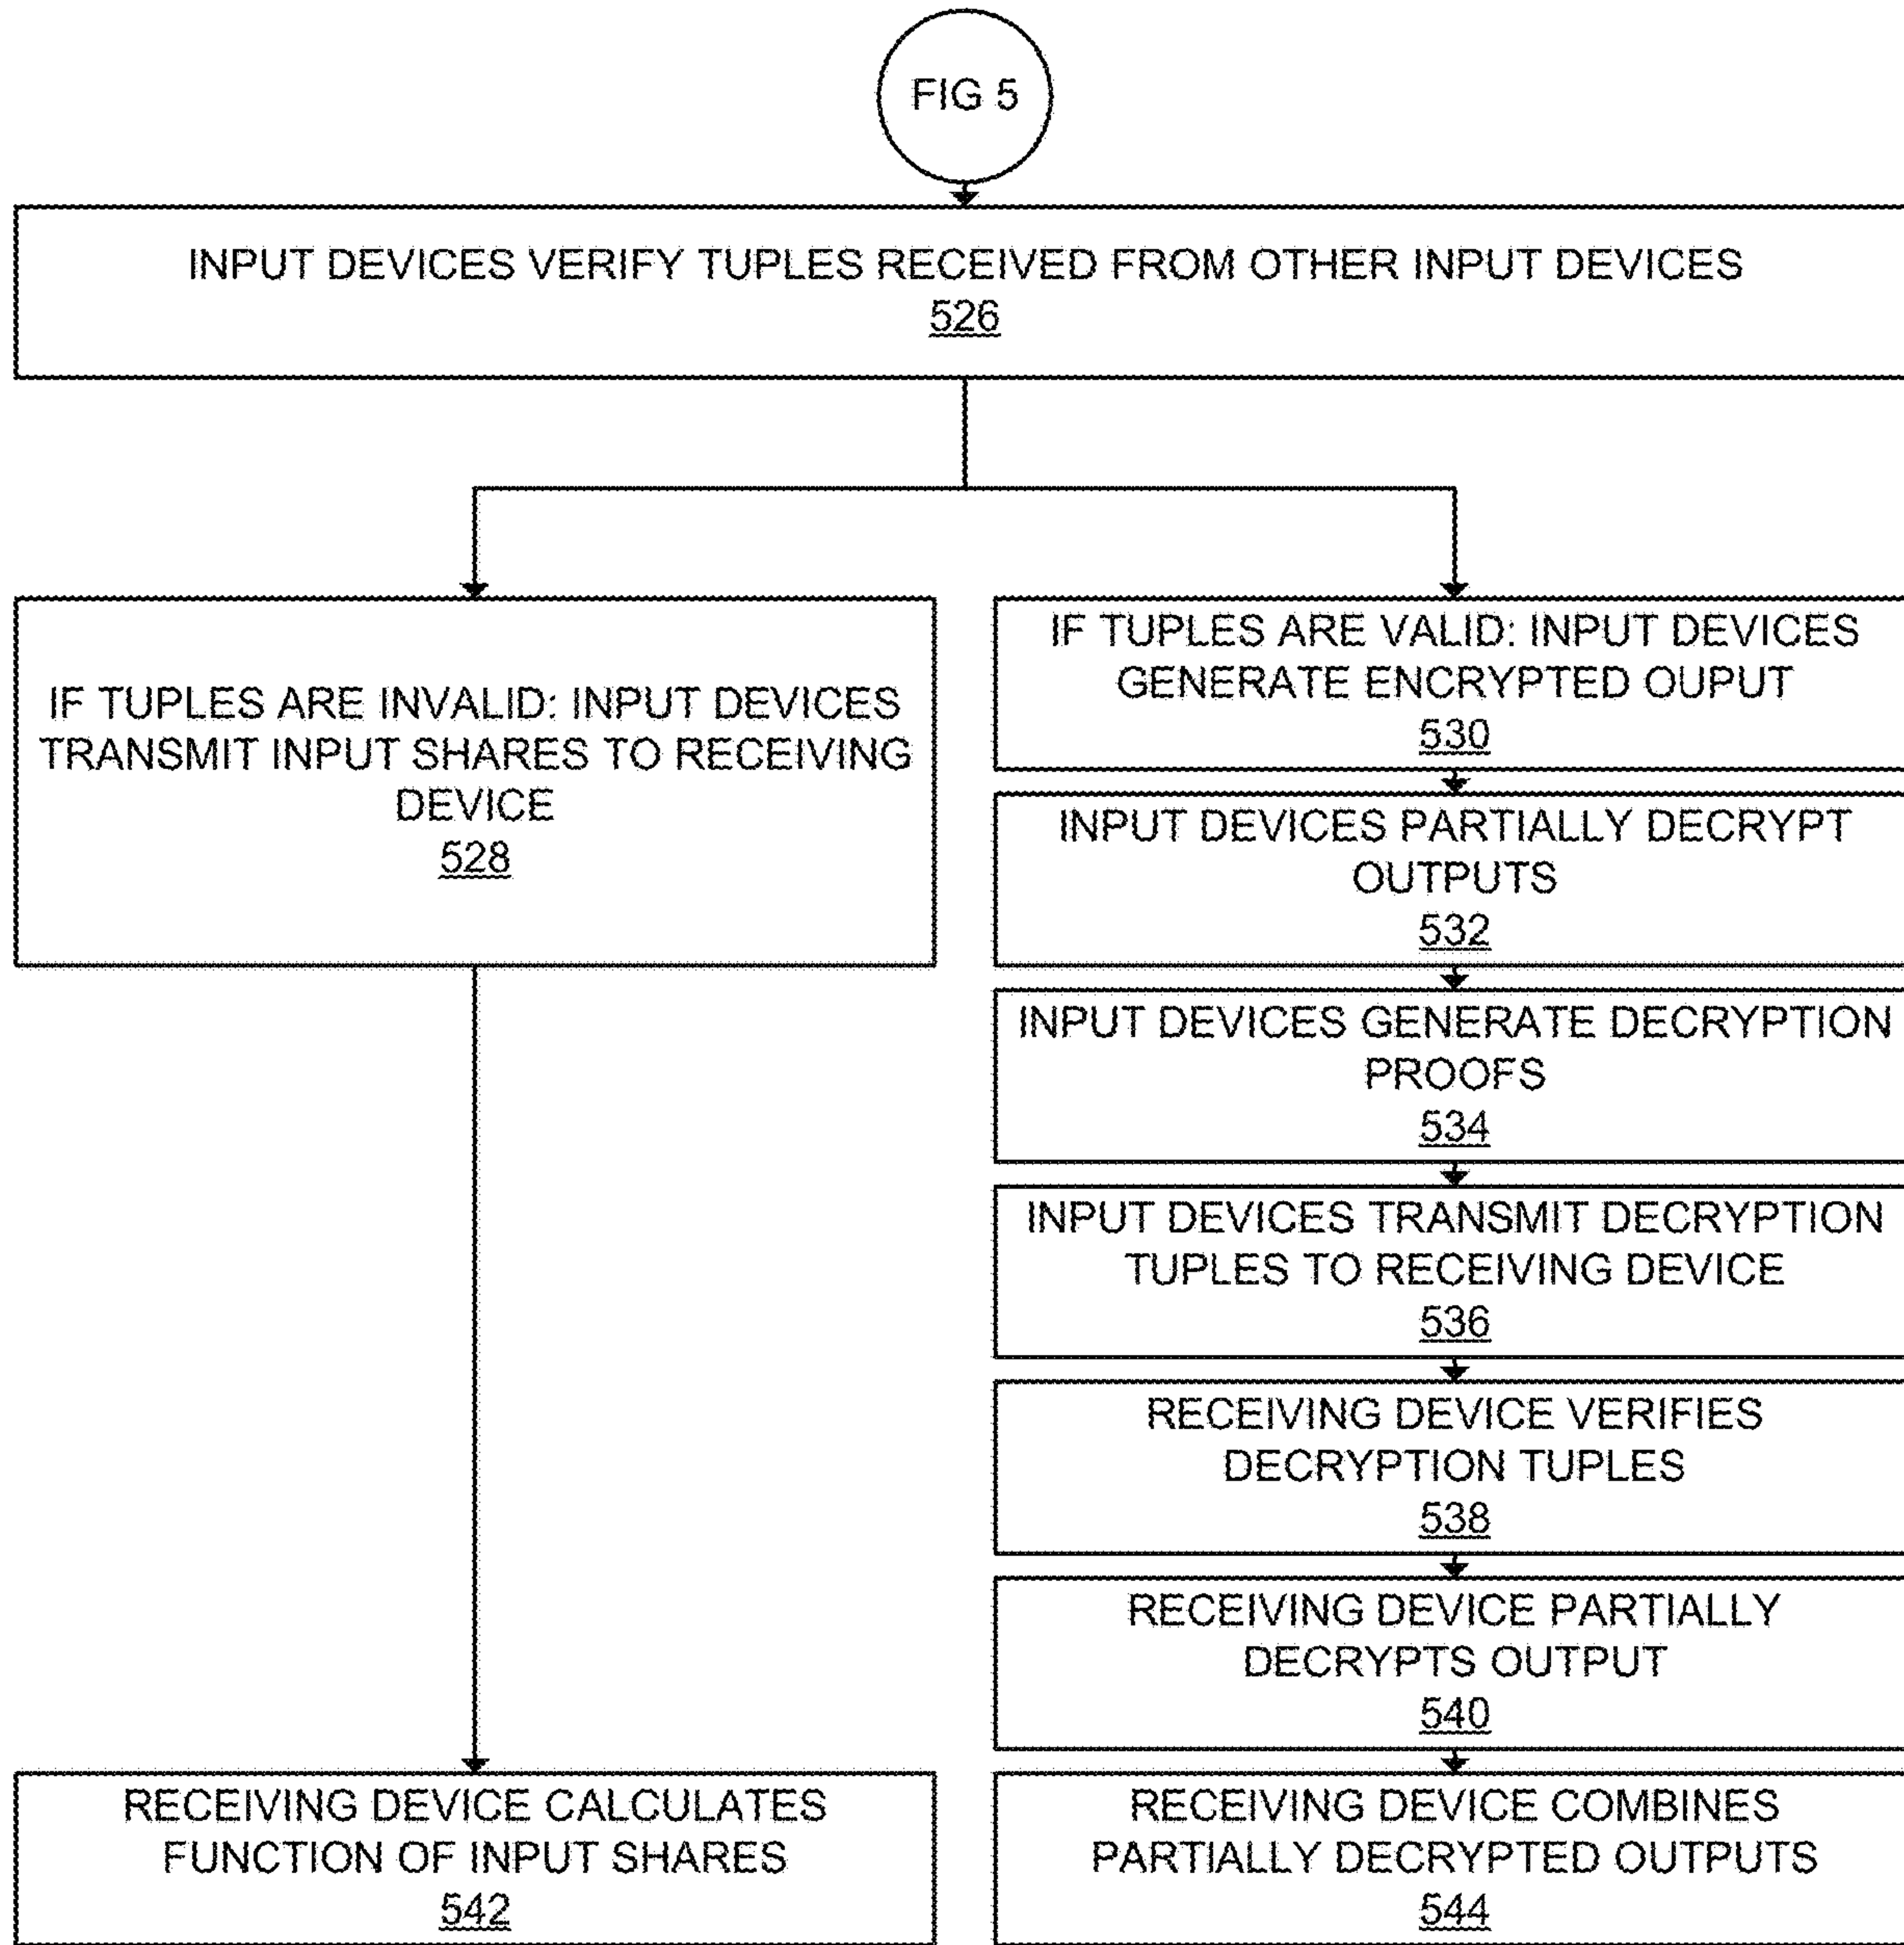 FIG 5
INPUT DEVICES VERIFY TUPLES RECEIVED FROM OTHER INPUT DEVICES
526
IF TUPLES ARE INVALID: INPUT DEVICES
TRANSMIT INPUT SHARES TO RECEIVING
DEVICE
528
IF TUPLES ARE VALID: INPUT DEVICES
GENERATE ENCRYPTED OUPUT
530
INPUT DEVICES PARTIALLY DECRYPT
OUTPUTS
532
INPUT DEVICES GENERATE DECRYPTION
PROOFS
534
INPUT DEVICES TRANSMIT DECRYPTION
TUPLES TO RECEIVING DEVICE
536
RECEIVING DEVICE VERIFIES
DECRYPTION TUPLES
538
RECEIVING DEVICE PARTIALLY
DECRYPTS OUTPUT
540
RECEIVING DEVICE CALCULATES
FUNCTION OF INPUT SHARES
542
RECEIVING DEVICE COMBINES
PARTIALLY DECRYPTED OUTPUTS
544